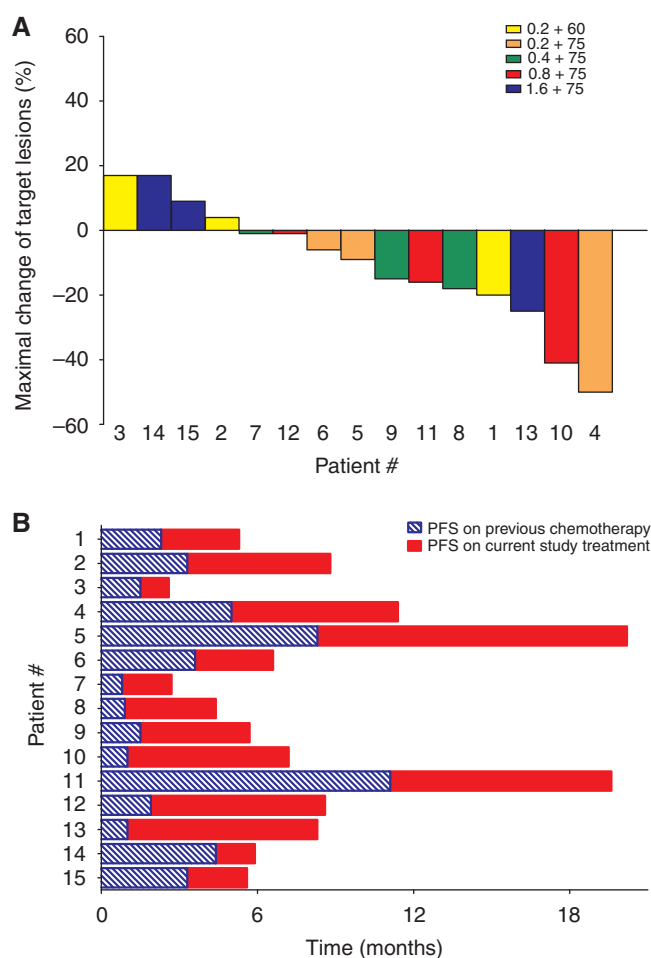 A
Maximal change of target lesions (%)
60
40
20
0
−20
−40
−60
0.2 + 60
0.2 + 75
0.4 + 75
0.8 + 75
1.6 + 75
3 14 15 2 7 12 6 5 9 11 8 1 13 10 4
Patient #
B
PFS on previous chemotherapy
PFS on current study treatment
Patient #
1
2
3
4
5
6
7
8
9
10
11
12
13
14
15
0 6 12 18
Time (months)